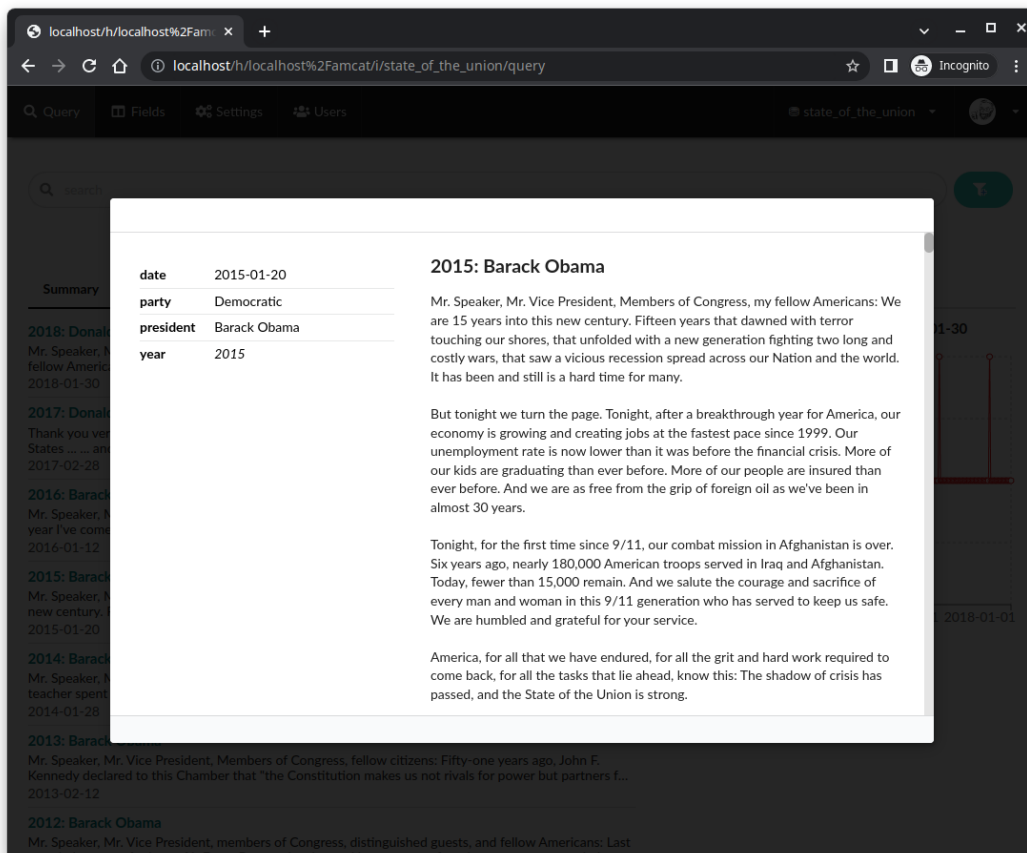 localhost/h/localhost%2Famc
localhost/h/localhost%2Famcat/i/state_of_the_union/query
Incognito
Query
Fields
Settings
Users
state_of_the_union
search
Summary
date 2015-01-20
party Democratic
president Barack Obama
year 2015
2015: Barack Obama
Mr. Speaker, Mr. Vice President, Members of Congress, my fellow Americans: We
are 15 years into this new century. Fifteen years that dawned with terror
touching our shores, that unfolded with a new generation fighting two long and
costly wars, that saw a vicious recession spread across our Nation and the world.
It has been and still is a hard time for many.
But tonight we turn the page. Tonight, after a breakthrough year for America, our
economy is growing and creating jobs at the fastest pace since 1999. Our
unemployment rate is now lower than it was before the financial crisis. More of
our kids are graduating than ever before. More of our people are insured than
ever before. And we are as free from the grip of foreign oil as we've been in
almost 30 years.
Tonight, for the first time since 9/11, our combat mission in Afghanistan is over.
Six years ago, nearly 180,000 American troops served in Iraq and Afghanistan.
Today, fewer than 15,000 remain. And we salute the courage and sacrifice of
every man and woman in this 9/11 generation who has served to keep us safe.
We are humbled and grateful for your service.
America, for all that we have endured, for all the grit and hard work required to
come back, for all the tasks that lie ahead, know this: The shadow of crisis has
passed, and the State of the Union is strong.
2018: Donal
Mr. Speaker, M
fellow Americ
2018-01-30
2017: Donal
Thank you ver
States ... ... an
2017-02-28
2016: Barack
Mr. Speaker, M
year I've come
2016-01-12
2015: Barack
Mr. Speaker, M
new century.
2015-01-20
2014: Barack
Mr. Speaker, M
teacher spent
2014-01-28
2013: Barack Obama
Mr. Speaker, Mr. Vice President, Members of Congress, fellow citizens: Fifty-one years ago, John F.
Kennedy declared to this Chamber that "the Constitution makes us not rivals for power but partners f...
2013-02-12
2012: Barack Obama
Mr. Speaker, Mr. Vice President, members of Congress, distinguished guests, and fellow Americans: Last
1-30
2018-01-01